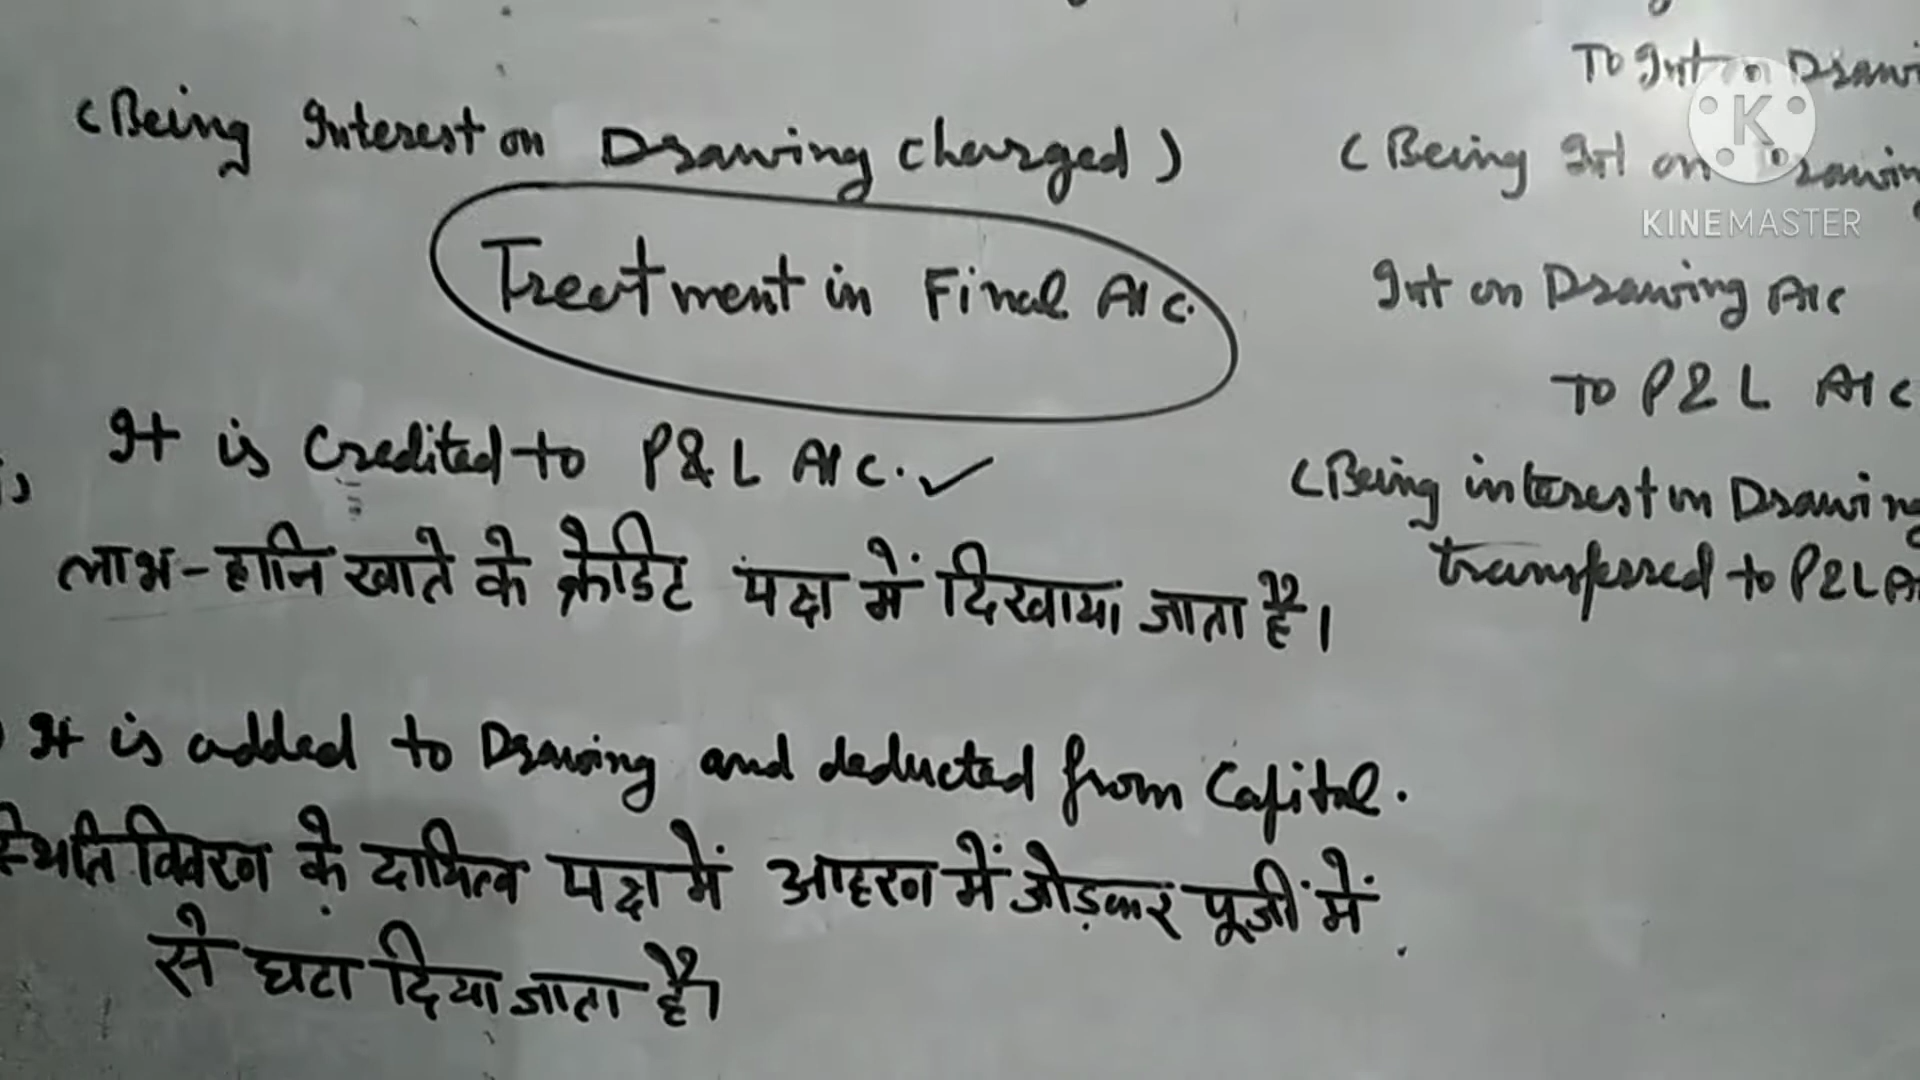 (Being Interest on Drawing charged)
Treatment in Final A/c.
It is Credited to P&L A/c. ✓
लाभ-हानि खाते के क्रेडिट पक्ष में दिखाया जाता है।
It is added to Drawing and deducted from Capital.
स्थिति विवरण के दायित्व पक्ष में आहरण में जोड़कर पूजीं में
से घटा दिया जाता है।
To Int on Drawi
(Being Int on Drawing
Int on Drawing A/c
To P&L A/c
(Being interest on Drawing
transferred to P&L A
K
KINEMASTER